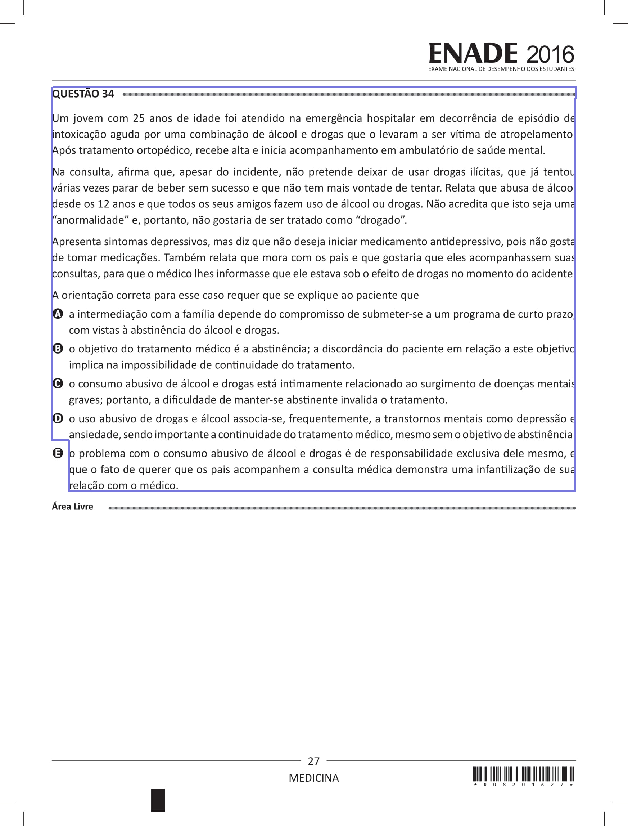 ENADE 2016
EXAME NACIONAL DE DESEMPENHO DOS ESTUDANTES
QUESTÃO 34
Um jovem com 25 anos de idade foi atendido na emergência hospitalar em decorrência de episódio de
intoxicação aguda por uma combinação de álcool e drogas que o levaram a ser vítima de atropelamento.
Após tratamento ortopédico, recebe alta e inicia acompanhamento em ambulatório de saúde mental.
Na consulta, afirma que, apesar do incidente, não pretende deixar de usar drogas ilícitas, que já tentou
várias vezes parar de beber sem sucesso e que não tem mais vontade de tentar. Relata que abusa de álcool
desde os 12 anos e que todos os seus amigos fazem uso de álcool ou drogas. Não acredita que isto seja uma
“anormalidade” e, portanto, não gostaria de ser tratado como “drogado”.
Apresenta sintomas depressivos, mas diz que não deseja iniciar medicamento antidepressivo, pois não gosta
de tomar medicações. Também relata que mora com os pais e que gostaria que eles acompanhassem suas
consultas, para que o médico lhes informasse que ele estava sob o efeito de drogas no momento do acidente.
A orientação correta para esse caso requer que se explique ao paciente que
A a intermediação com a família depende do compromisso de submeter-se a um programa de curto prazo,
com vistas à abstinência do álcool e drogas.
B o objetivo do tratamento médico é a abstinência; a discordância do paciente em relação a este objetivo
implica na impossibilidade de continuidade do tratamento.
C o consumo abusivo de álcool e drogas está intimamente relacionado ao surgimento de doenças mentais
graves; portanto, a dificuldade de manter-se abstinente invalida o tratamento.
D o uso abusivo de drogas e álcool associa-se, frequentemente, a transtornos mentais como depressão e
ansiedade, sendo importante a continuidade do tratamento médico, mesmo sem o objetivo de abstinência.
E o problema com o consumo abusivo de álcool e drogas é de responsabilidade exclusiva dele mesmo, e
que o fato de querer que os pais acompanhem a consulta médica demonstra uma infantilização de sua
relação com o médico.
Área Livre
27
MEDICINA